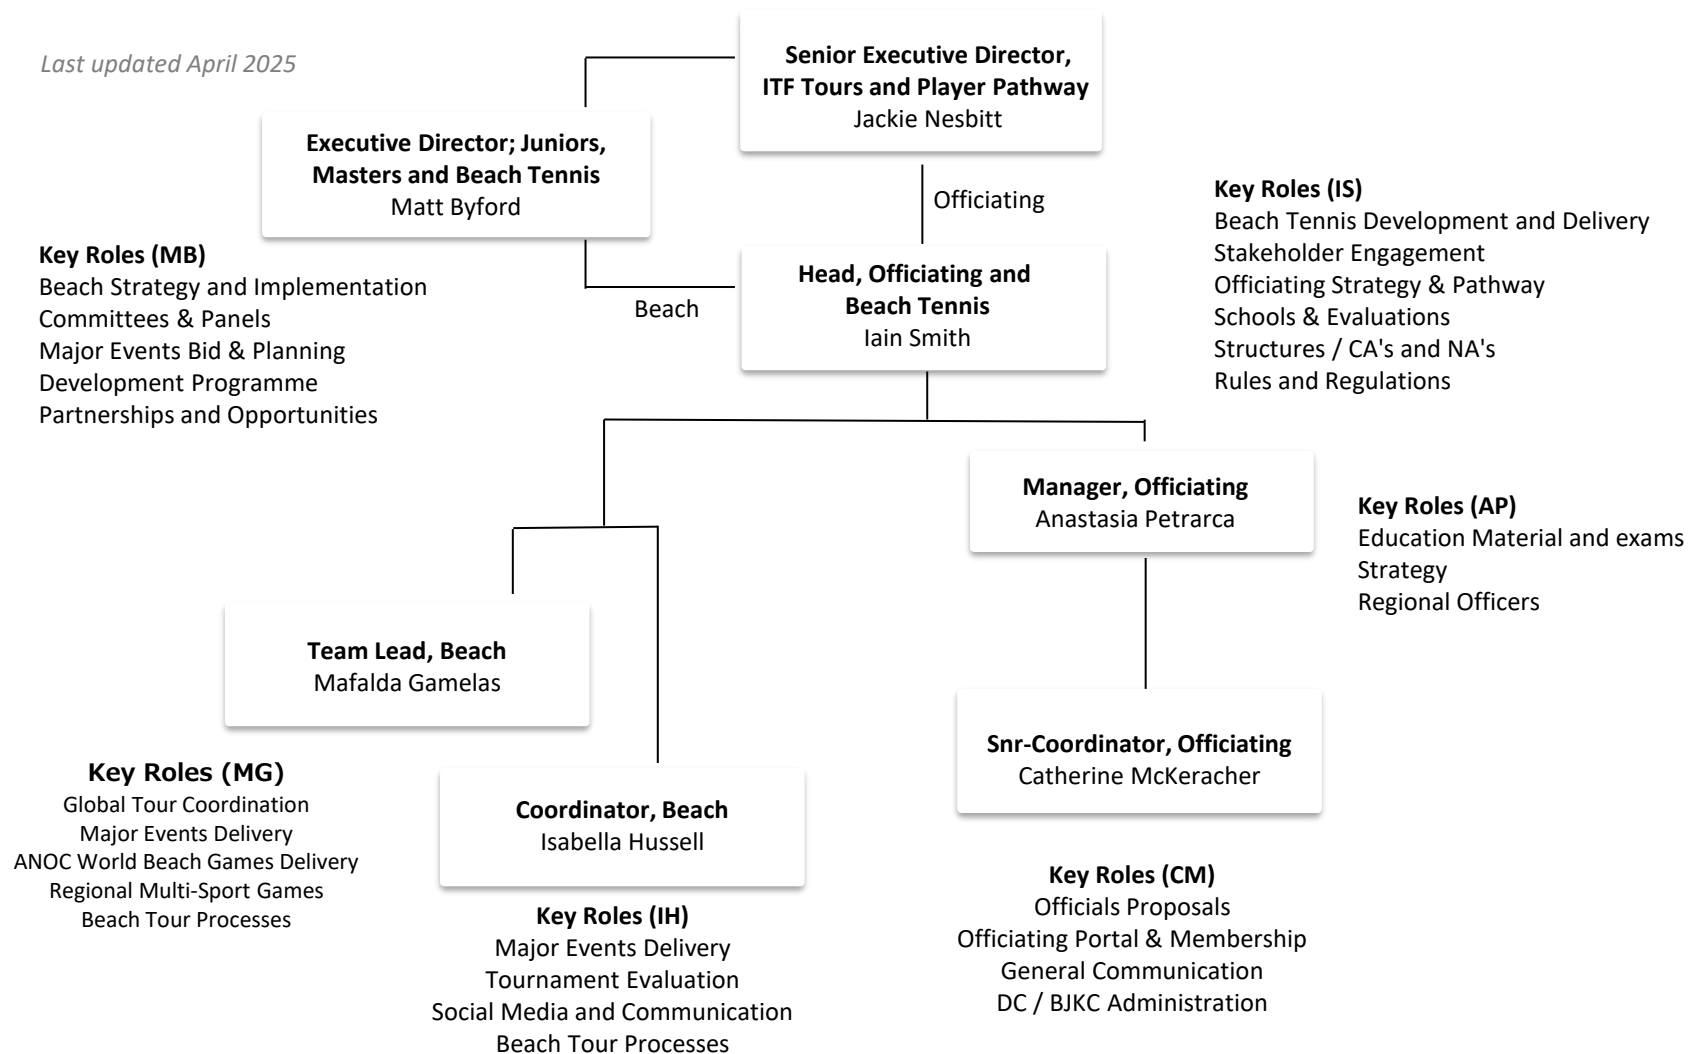 Last updated April 2025
Senior Executive Director,
ITF Tours and Player Pathway
Jackie Nesbitt
Executive Director; Juniors,
Masters and Beach Tennis
Matt Byford
Officiating
Key Roles (IS)
Beach Tennis Development and Delivery
Stakeholder Engagement
Officiating Strategy & Pathway
Schools & Evaluations
Structures / CA's and NA's
Rules and Regulations
Key Roles (MB)
Beach Strategy and Implementation
Committees & Panels
Major Events Bid & Planning
Development Programme
Partnerships and Opportunities
Beach
Head, Officiating and
Beach Tennis
Iain Smith
Manager, Officiating
Anastasia Petrarca
Key Roles (AP)
Education Material and exams
Strategy
Regional Officers
Team Lead, Beach
Mafalda Gamelas
Snr-Coordinator, Officiating
Catherine McKeracher
Key Roles (MG)
Global Tour Coordination
Major Events Delivery
ANOC World Beach Games Delivery
Regional Multi-Sport Games
Beach Tour Processes
Coordinator, Beach
Isabella Hussell
Key Roles (IH)
Major Events Delivery
Tournament Evaluation
Social Media and Communication
Beach Tour Processes
Key Roles (CM)
Officials Proposals
Officiating Portal & Membership
General Communication
DC / BJKC Administration